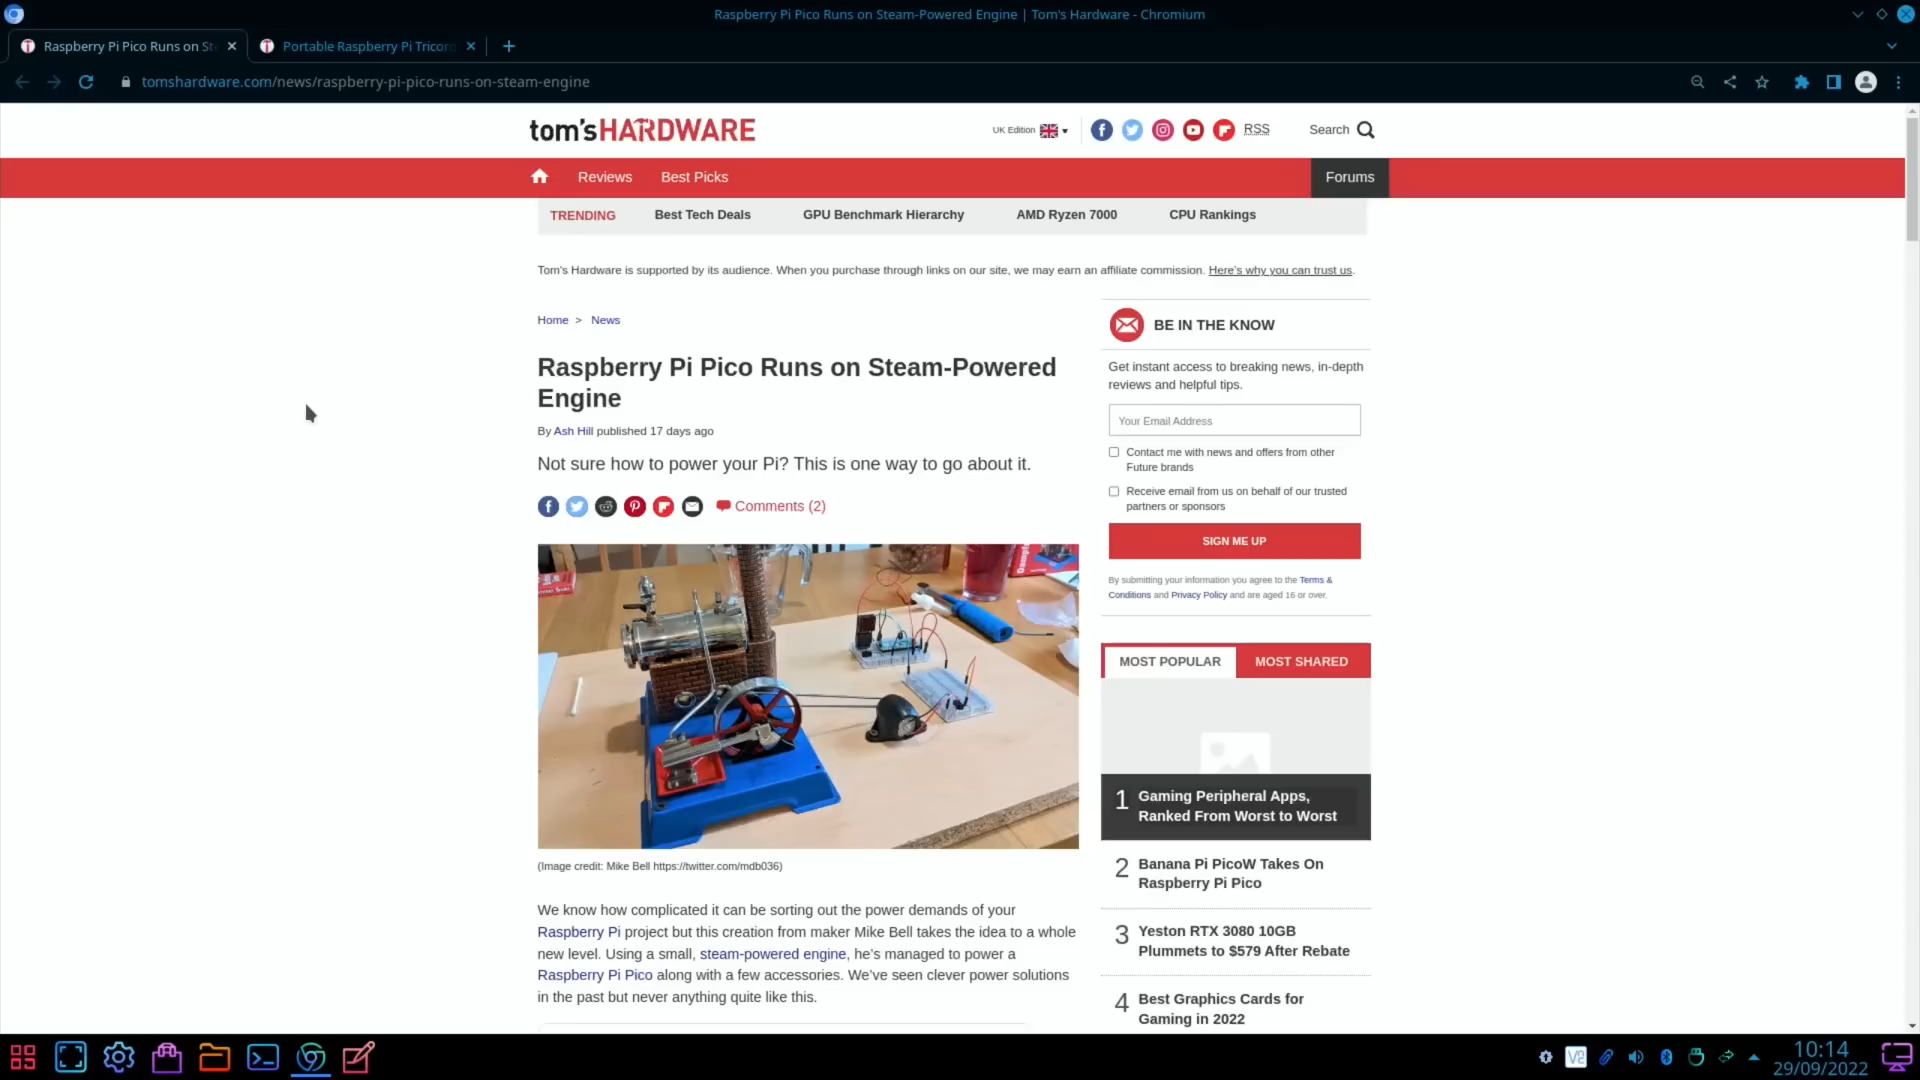 Raspberry Pi Pico Runs on Steam-Powered Engine | Tom's Hardware - Chromium
Raspberry Pi Pico Runs on St
Portable Raspberry Pi Tricor
tomshardware.com/news/raspberry-pi-pico-runs-on-steam-engine
tom'sHARDWARE
UK Edition
RSS
Search
Reviews
Best Picks
Forums
TRENDING
Best Tech Deals
GPU Benchmark Hierarchy
AMD Ryzen 7000
CPU Rankings
Tom's Hardware is supported by its audience. When you purchase through links on our site, we may earn an affiliate commission. Here's why you can trust us.
Home > News
Raspberry Pi Pico Runs on Steam-Powered
Engine
By Ash Hill published 17 days ago
Not sure how to power your Pi? This is one way to go about it.
Comments (2)
(Image credit: Mike Bell https://twitter.com/mdb036)
We know how complicated it can be sorting out the power demands of your
Raspberry Pi project but this creation from maker Mike Bell takes the idea to a whole
new level. Using a small, steam-powered engine, he's managed to power a
Raspberry Pi Pico along with a few accessories. We've seen clever power solutions
in the past but never anything quite like this.
BE IN THE KNOW
Get instant access to breaking news, in-depth
reviews and helpful tips.
Your Email Address
Contact me with news and offers from other
Future brands
Receive email from us on behalf of our trusted
partners or sponsors
SIGN ME UP
By submitting your information you agree to the Terms &
Conditions and Privacy Policy and are aged 16 or over.
MOST POPULAR
MOST SHARED
1 Gaming Peripheral Apps,
Ranked From Worst to Worst
2 Banana Pi PicoW Takes On
Raspberry Pi Pico
3 Yeston RTX 3080 10GB
Plummets to $579 After Rebate
4 Best Graphics Cards for
Gaming in 2022
10:14
29/09/2022